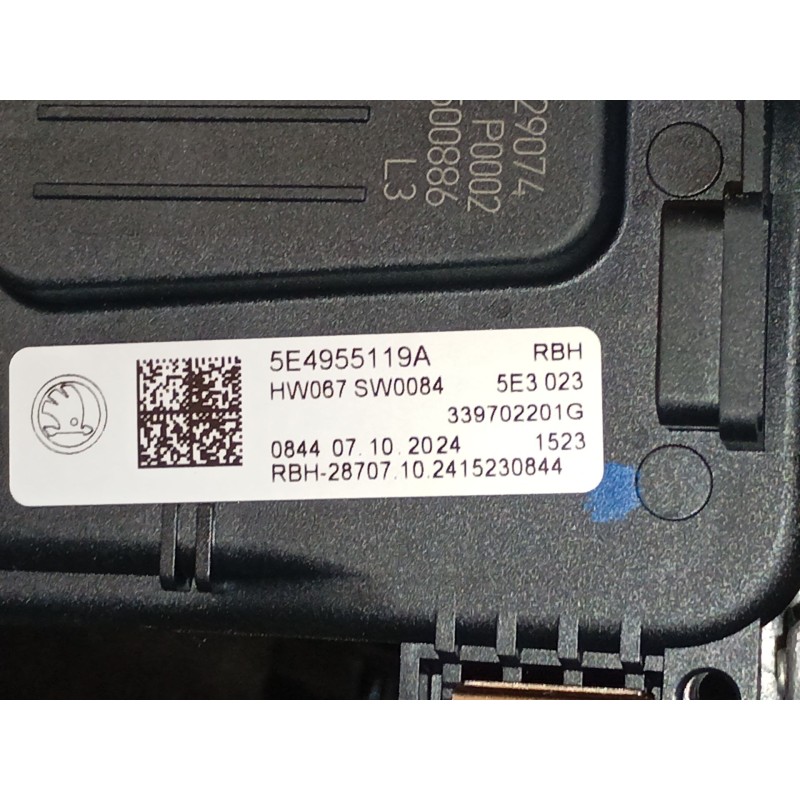 29074
P0002
500886
L3
5E4955119A RBH
HW067 SW0084 5E3 023
339702201G
0844 07.10.2024 1523
RBH-28707.10.2415230844